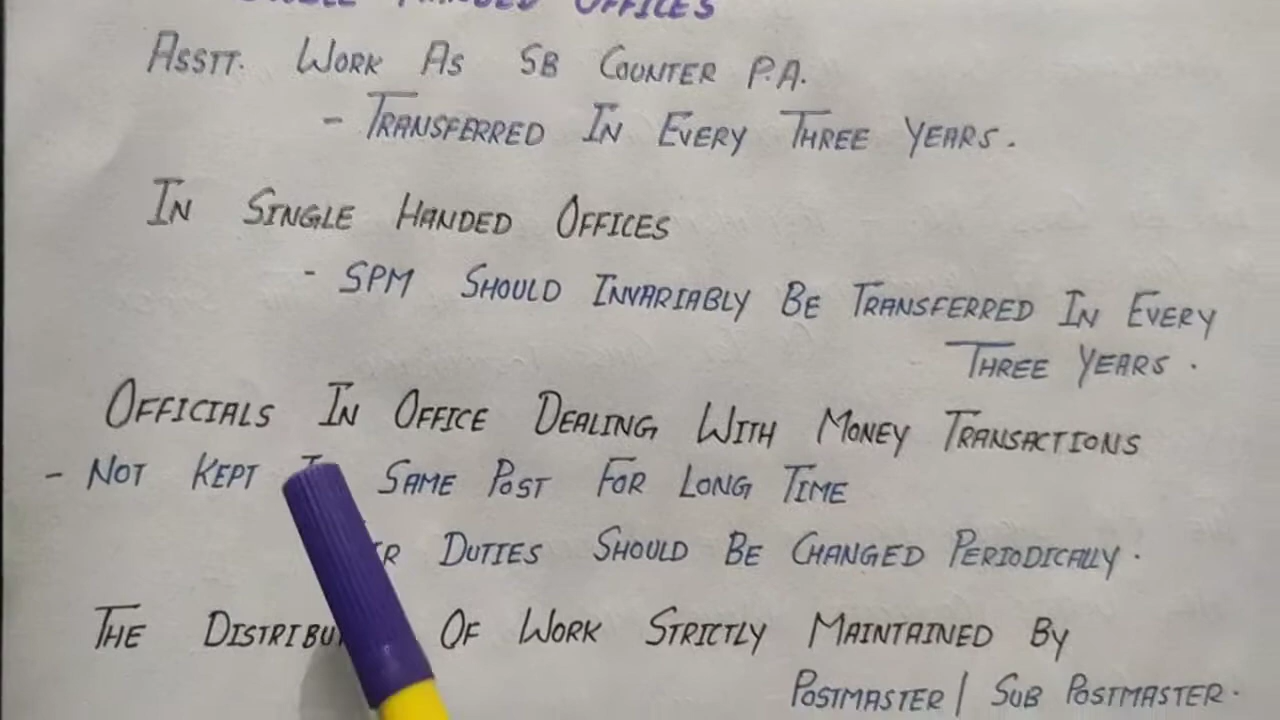 HANDED OFFICES
ASSTT. WORK AS SB COUNTER P.A.
- TRANSFERRED IN EVERY THREE YEARS.
IN SINGLE HANDED OFFICES
- SPM SHOULD INVARIABLY BE TRANSFERRED IN EVERY
THREE YEARS.
OFFICIALS IN OFFICE DEALING WITH MONEY TRANSACTIONS
- NOT KEPT SAME POST FOR LONG TIME
DUTIES SHOULD BE CHANGED PERIODICALLY.
THE OF WORK STRICTLY MAINTAINED BY
POSTMASTER / SUB POSTMASTER.